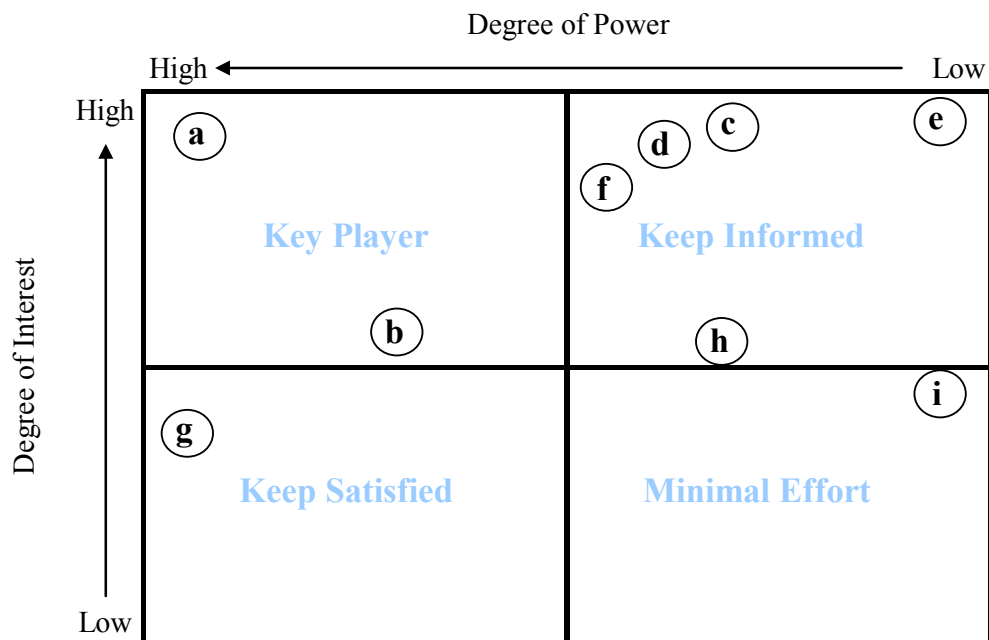 Degree of Power
High
Low
High
a
c
e
d
f
Key Player
Keep Informed
b
h
Degree of Interest
i
g
Keep Satisfied
Minimal Effort
Low